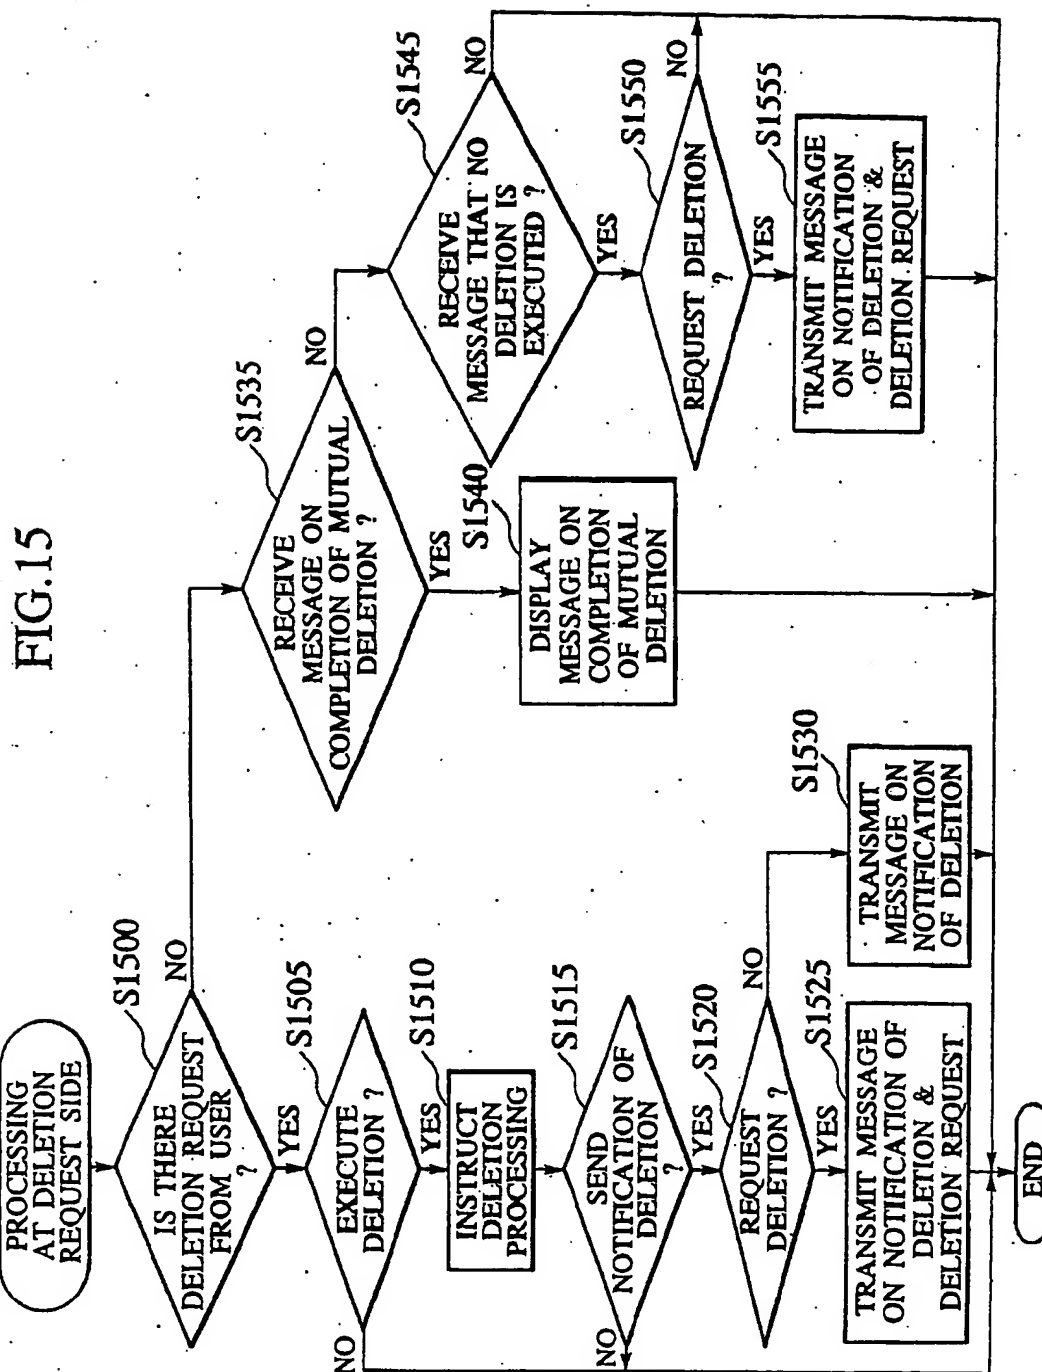 FIG.15
PROCESSING
AT DELETION
REQUEST SIDE
S1500
IS THERE
DELETION REQUEST
FROM USER
?
NO
YES
S1505
EXECUTE
DELETION ?
NO
YES
S1510
INSTRUCT
DELETION
PROCESSING
S1515
SEND
NOTIFICATION OF
DELETION
?
NO
YES
S1520
REQUEST
DELETION ?
NO
YES
S1525
TRANSMIT MESSAGE
ON NOTIFICATION OF
DELETION &
DELETION REQUEST
S1530
TRANSMIT
MESSAGE ON
NOTIFICATION
OF DELETION
S1535
RECEIVE
MESSAGE ON
COMPLETION OF MUTUAL
DELETION ?
NO
YES
S1540
DISPLAY
MESSAGE ON
COMPLETION
OF MUTUAL
DELETION
S1545
RECEIVE
MESSAGE THAT NO
DELETION IS
EXECUTED ?
NO
YES
S1550
REQUEST DELETION
?
NO
YES
S1555
TRANSMIT MESSAGE
ON NOTIFICATION
OF DELETION &
DELETION REQUEST
END